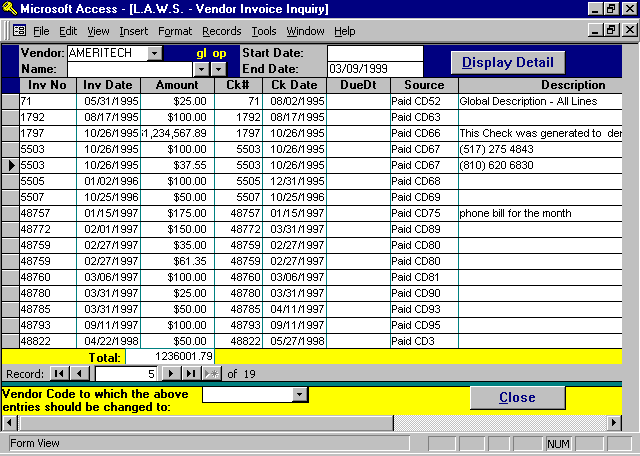 Microsoft Access - [L.A.W.S. - Vendor Invoice Inquiry]
File Edit View Insert Format Records Tools Window Help
Vendor: AMERITECH gl op Start Date: Display Detail
Name: End Date: 03/09/1999
Inv No Inv Date Amount Ck# Ck Date DueDt Source Description
71 05/31/1995 $25.00 71 08/02/1995 Paid CD52 Global Description - All Lines
1792 08/17/1995 $100.00 1792 08/17/1995 Paid CD63
1797 10/26/1995 $1,234,567.89 1797 10/26/1995 Paid CD66 This Check was generated to der
5503 10/26/1995 $100.00 5503 10/26/1995 Paid CD67 (517) 275 4843
5503 10/26/1995 $37.55 5503 10/26/1995 Paid CD67 (810) 620 6830
5505 01/02/1996 $100.00 5505 12/31/1995 Paid CD68
5507 10/25/1996 $50.00 5507 10/25/1996 Paid CD69
48757 01/15/1997 $175.00 48757 01/15/1997 Paid CD75 phone bill for the month
48772 02/01/1997 $150.00 48772 03/31/1989 Paid CD89
48759 02/27/1997 $35.00 48759 02/27/1997 Paid CD80
48759 02/27/1997 $61.35 48759 02/27/1997 Paid CD80
48760 03/06/1997 $100.00 48760 03/06/1997 Paid CD81
48780 03/31/1997 $25.00 48780 03/31/1997 Paid CD90
48785 03/31/1997 $50.00 48785 04/11/1997 Paid CD93
48793 09/11/1997 $100.00 48793 09/11/1997 Paid CD95
48822 04/22/1998 $50.00 48822 05/27/1998 Paid CD3
Total: 1236001.79
Record: 5 of 19
Vendor Code to which the above
entries should be changed to: Close
Form View NUM